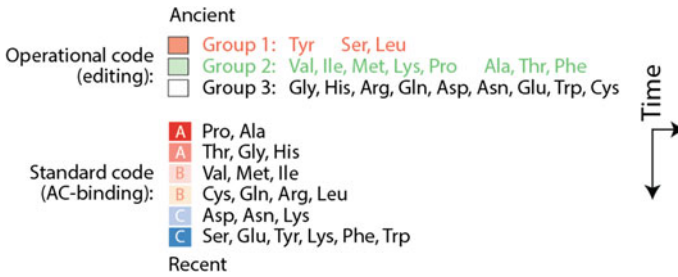 Ancient
Operational code (editing):
Group 1: Tyr Ser, Leu
Group 2: Val, Ile, Met, Lys, Pro Ala, Thr, Phe
Group 3: Gly, His, Arg, Gln, Asp, Asn, Glu, Trp, Cys
Time
Standard code (AC-binding):
A Pro, Ala
A Thr, Gly, His
B Val, Met, Ile
B Cys, Gln, Arg, Leu
C Asp, Asn, Lys
C Ser, Glu, Tyr, Lys, Phe, Trp
Recent